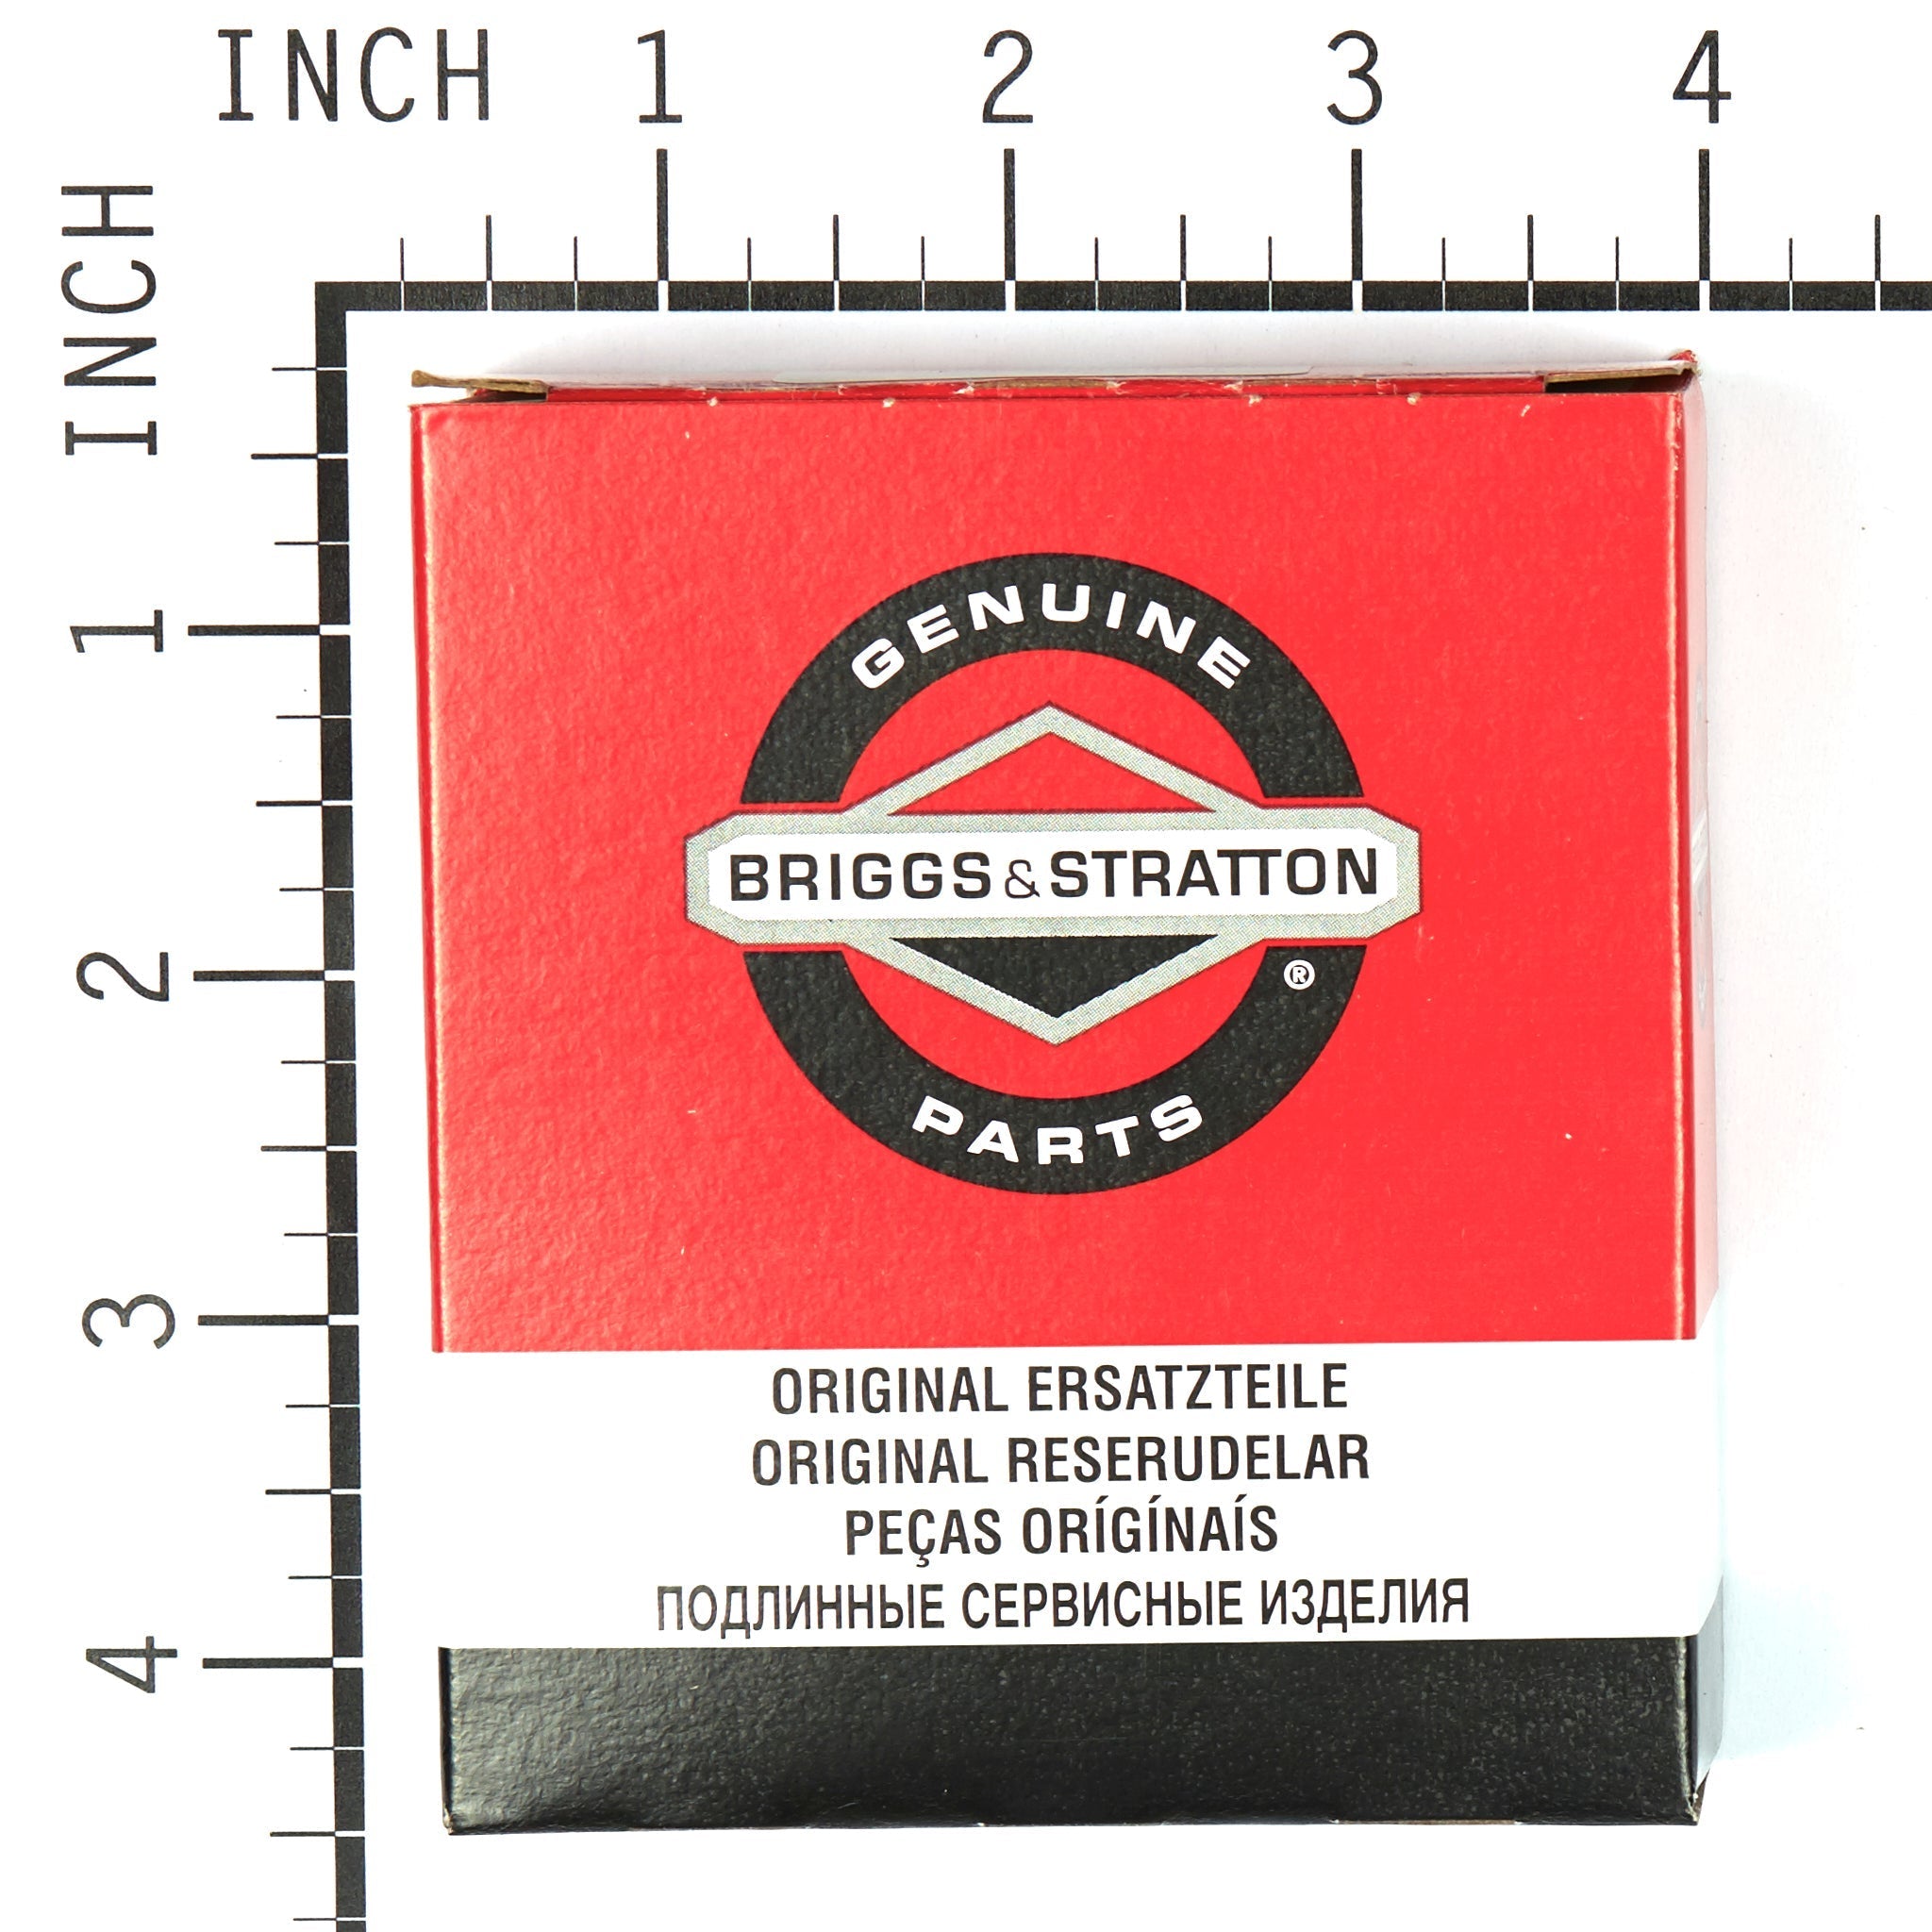 INCH 1 2 3 4
INCH
1
2
3
4
GENUINE
BRIGGS & STRATTON
®
PARTS
ORIGINAL ERSATZTEILE
ORIGINAL RESERUDELAR
PEÇAS ORÍGÍNAÍS
ПОДЛИННЫЕ СЕРВИСНЫЕ ИЗДЕЛИЯ